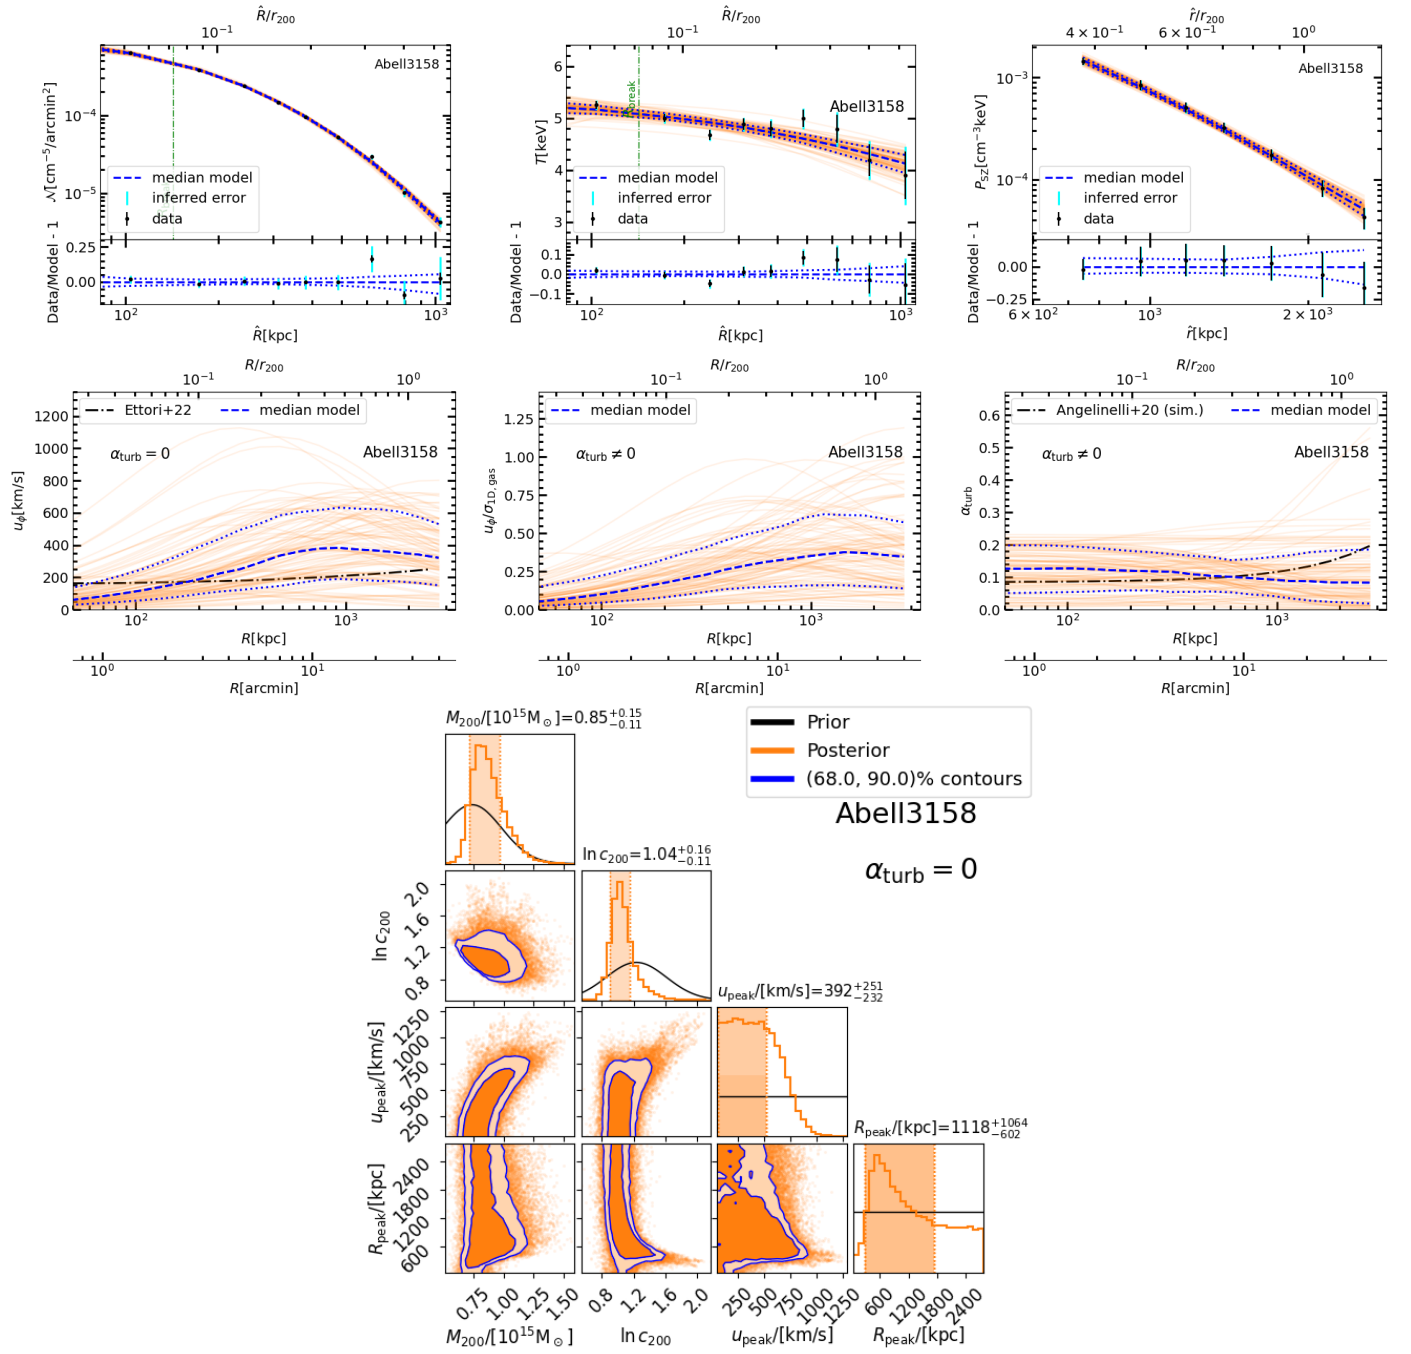 R̂/r₂₀₀
10⁻¹
Abell3158
𝒩[cm⁻⁵/arcmin²]
10⁻⁴
10⁻⁵
median model
inferred error
data
Data/Model - 1
0.25
0.00
10² 10³
R̂[kpc]
R̂/r₂₀₀
10⁻¹
break
Abell3158
T[keV]
6
5
4
3
median model
inferred error
data
Data/Model - 1
0.1
0.0
−0.1
10² 10³
R̂[kpc]
r̂/r₂₀₀
4 × 10⁻¹ 6 × 10⁻¹ 10⁰
Abell3158
P_SZ[cm⁻³keV]
10⁻³
10⁻⁴
median model
inferred error
data
Data/Model - 1
0.00
−0.25
6 × 10² 10³ 2 × 10³
r̂[kpc]
R/r₂₀₀
10⁻¹ 10⁰
Ettori+22 median model
α_turb = 0 Abell3158
u_ϕ[km/s]
1200
1000
800
600
400
200
0
10² 10³
R[kpc]
10⁰ 10¹
R[arcmin]
R/r₂₀₀
10⁻¹ 10⁰
median model
α_turb ≠ 0 Abell3158
u_ϕ/σ_1D,gas
1.25
1.00
0.75
0.50
0.25
0.00
10² 10³
R[kpc]
10⁰ 10¹
R[arcmin]
R/r₂₀₀
10⁻¹ 10⁰
Angelinelli+20 (sim.) median model
α_turb ≠ 0 Abell3158
α_turb
0.6
0.5
0.4
0.3
0.2
0.1
0.0
10² 10³
R[kpc]
10⁰ 10¹
R[arcmin]
Prior
Posterior
(68.0, 90.0)% contours
Abell3158
α_turb = 0
M₂₀₀/[10¹⁵M_⊙]=0.85^{+0.15}_{−0.11}
ln c₂₀₀=1.04^{+0.16}_{−0.11}
ln c₂₀₀
2.0
1.6
1.2
0.8
u_peak/[km/s]=392^{+251}_{−232}
u_peak/[km/s]
1250
1000
750
500
250
R_peak/[kpc]=1118^{+1064}_{−602}
R_peak/[kpc]
2400
1800
1200
600
0.75 1.00 1.25 1.50
M₂₀₀/[10¹⁵M_⊙]
0.8 1.2 1.6 2.0
ln c₂₀₀
250 500 750 1000 1250
u_peak/[km/s]
600 1200 1800 2400
R_peak/[kpc]